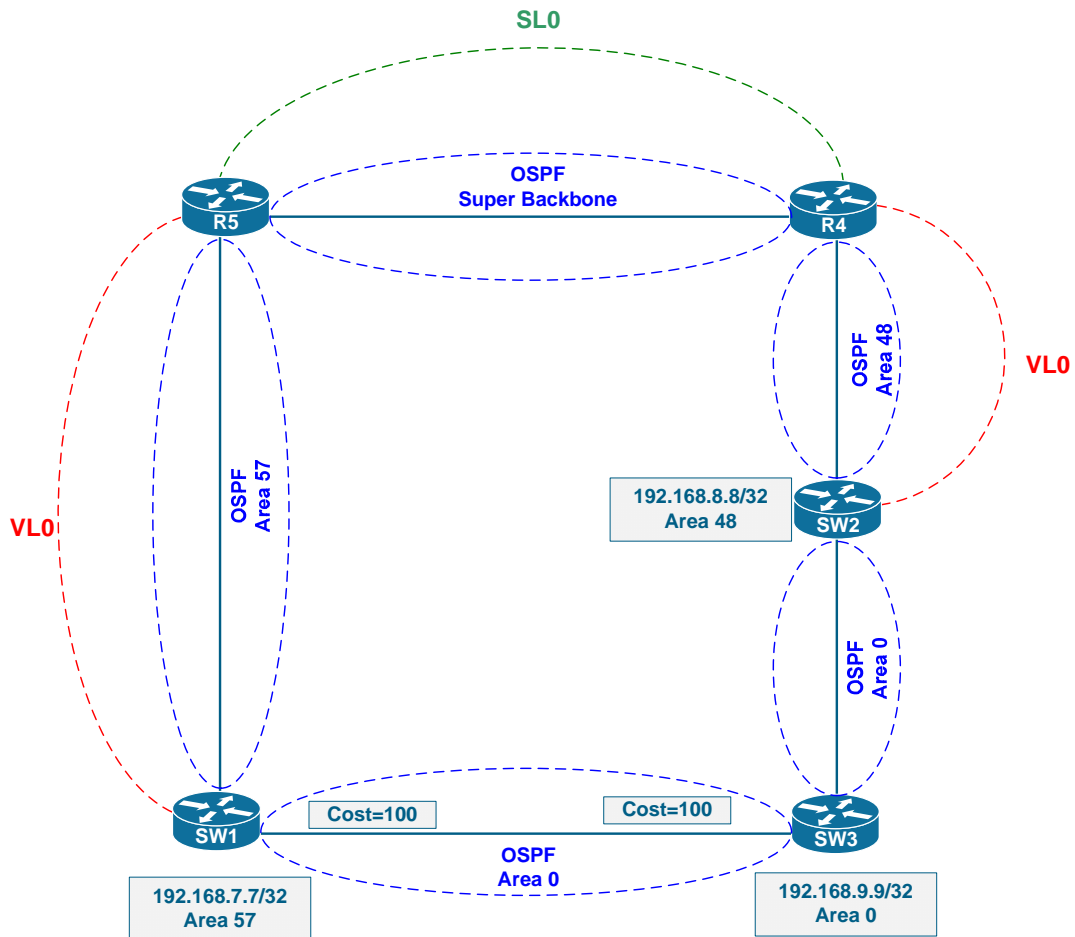 SL0
OSPF
Super Backbone
R5
R4
OSPF
Area 48
VL0
OSPF
Area 57
192.168.8.8/32
Area 48
SW2
VL0
OSPF
Area 0
Cost=100
Cost=100
SW1
SW3
OSPF
Area 0
192.168.7.7/32
Area 57
192.168.9.9/32
Area 0